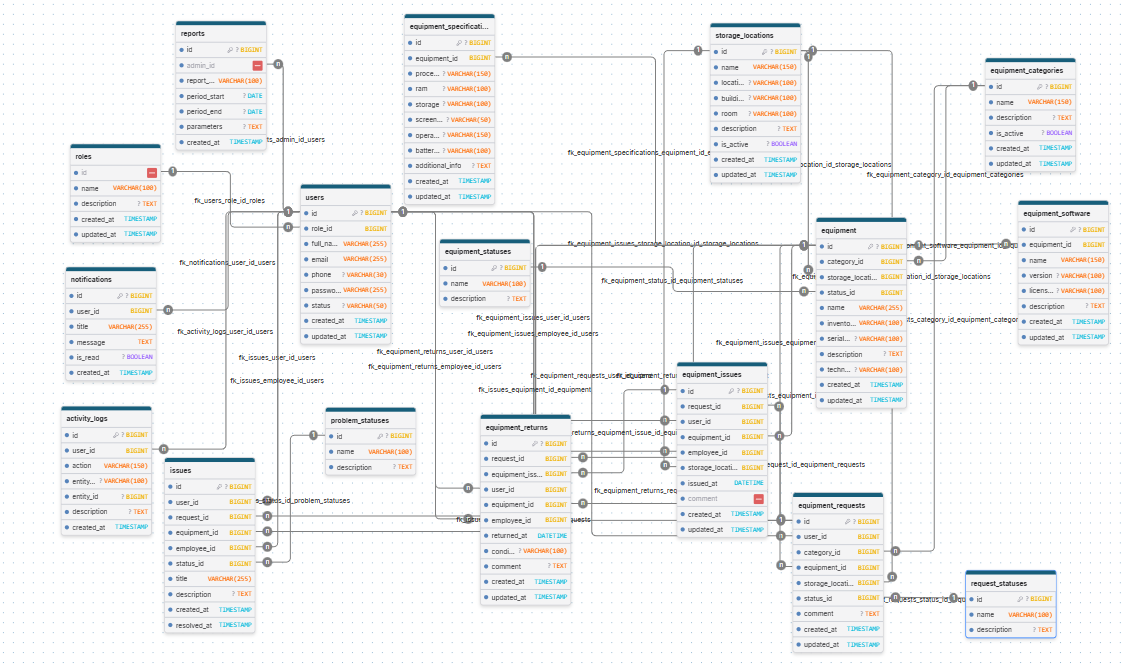 reports
id ? BIGINT
admin_id
report_... VARCHAR(100)
period_start ? DATE
period_end ? DATE
parameters ? TEXT
created_at TIMESTAMP
roles
id
name VARCHAR(100)
description ? TEXT
created_at TIMESTAMP
updated_at TIMESTAMP
notifications
id ? BIGINT
user_id BIGINT
title VARCHAR(255)
message TEXT
is_read ? BOOLEAN
created_at TIMESTAMP
activity_logs
id ? BIGINT
user_id BIGINT
action VARCHAR(150)
entity... VARCHAR(100)
entity_id ? BIGINT
description ? TEXT
created_at TIMESTAMP
issues
id ? BIGINT
user_id BIGINT
request_id BIGINT
equipment_id BIGINT
employee_id BIGINT
status_id BIGINT
title VARCHAR(255)
description ? TEXT
created_at TIMESTAMP
resolved_at TIMESTAMP
users
id ? BIGINT
role_id BIGINT
full_na... VARCHAR(255)
email VARCHAR(255)
phone ? VARCHAR(30)
passwo... VARCHAR(255)
status ? VARCHAR(50)
created_at TIMESTAMP
updated_at TIMESTAMP
problem_statuses
id ? BIGINT
name VARCHAR(100)
description ? TEXT
equipment_specificati...
id ? BIGINT
equipment_id BIGINT
proce... ? VARCHAR(150)
ram ? VARCHAR(100)
storage ? VARCHAR(100)
screen... ? VARCHAR(50)
opera... ? VARCHAR(150)
batter... ? VARCHAR(100)
additional_info ? TEXT
created_at TIMESTAMP
updated_at TIMESTAMP
equipment_statuses
id ? BIGINT
name VARCHAR(100)
description ? TEXT
equipment_returns
id ? BIGINT
request_id BIGINT
equipment_iss... BIGINT
user_id BIGINT
equipment_id BIGINT
employee_id BIGINT
returned_at DATETIME
condi... ? VARCHAR(100)
comment ? TEXT
created_at TIMESTAMP
updated_at TIMESTAMP
storage_locations
id ? BIGINT
name VARCHAR(150)
locati... VARCHAR(100)
buildi... ? VARCHAR(100)
room ? VARCHAR(100)
description ? TEXT
is_active ? BOOLEAN
created_at TIMESTAMP
updated_at TIMESTAMP
equipment_issues
id ? BIGINT
request_id BIGINT
user_id BIGINT
equipment_id BIGINT
employee_id BIGINT
storage_locati... BIGINT
issued_at DATETIME
comment
created_at TIMESTAMP
updated_at TIMESTAMP
equipment
id ? BIGINT
category_id BIGINT
storage_locati... BIGINT
status_id BIGINT
name VARCHAR(255)
invento... VARCHAR(100)
serial... ? VARCHAR(100)
description ? TEXT
techn... ? VARCHAR(100)
created_at TIMESTAMP
updated_at TIMESTAMP
equipment_requests
id ? BIGINT
user_id BIGINT
category_id BIGINT
equipment_id BIGINT
storage_locati... BIGINT
status_id BIGINT
comment ? TEXT
created_at TIMESTAMP
updated_at TIMESTAMP
equipment_categories
id ? BIGINT
name VARCHAR(150)
description ? TEXT
is_active ? BOOLEAN
created_at TIMESTAMP
updated_at TIMESTAMP
equipment_software
id ? BIGINT
equipment_id BIGINT
name VARCHAR(150)
version ? VARCHAR(100)
licens... ? VARCHAR(100)
description ? TEXT
created_at TIMESTAMP
updated_at TIMESTAMP
request_statuses
id ? BIGINT
name VARCHAR(100)
description ? TEXT
ts_admin_id_users
fk_users_role_id_roles
fk_notifications_user_id_users
fk_activity_logs_user_id_users
fk_issues_user_id_users
fk_issues_employee_id_users
fk_equipment_issues_user_id_users
fk_equipment_issues_employee_id_users
fk_equipment_returns_user_id_users
fk_equipment_returns_employee_id_users
fk_issues_equipment_id_equipment
fk_equipment_specifications_equipment_id_e
fk_equipment_issues_storage_location_id_storage_locations
fk_equipment_status_id_equipment_statuses
fk_equipment_category_id_equipment_categories
fk_equipment_issues_equipmen